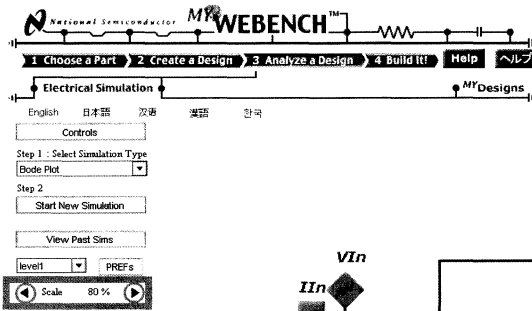 National Semiconductor MY WEBENCH™
1 Choose a Part 2 Create a Design 3 Analyze a Design 4 Build It! Help ヘルプ
Electrical Simulation MY Designs
English 日本語 汉语 漢語 한국
Controls
Step 1 : Select Simulation Type
Bode Plot
Step 2
Start New Simulation
View Past Sims
level1 PREFs
Scale 80 %
VIn
IIn